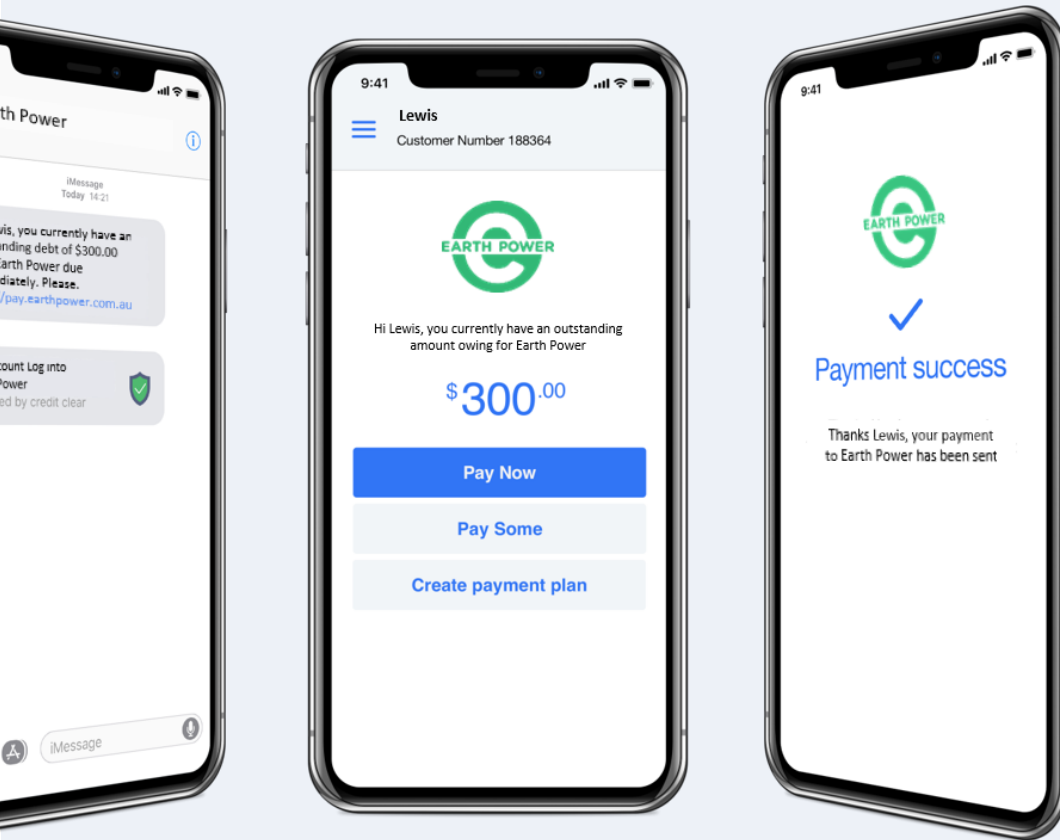 th Power
iMessage
Today 14:21
wis, you currently have an
anding debt of $300.00
Earth Power due
diately. Please.
/pay.earthpower.com.au
count Log into
Power
ed by credit clear
iMessage
9:41
Lewis
Customer Number 188364
EARTH POWER
Hi Lewis, you currently have an outstanding
amount owing for Earth Power
$300.00
Pay Now
Pay Some
Create payment plan
9:41
EARTH POWER
Payment success
Thanks Lewis, your payment
to Earth Power has been sent